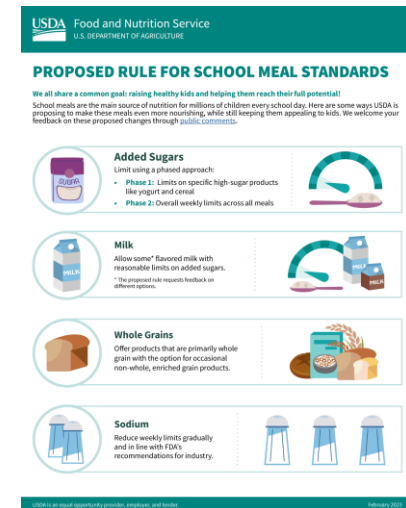 USDA Food and Nutrition Service
U.S. DEPARTMENT OF AGRICULTURE
PROPOSED RULE FOR SCHOOL MEAL STANDARDS
We all share a common goal: raising healthy kids and helping them reach their full potential!
School meals are the main source of nutrition for millions of children every school day. Here are some ways USDA is
proposing to make these meals even more nourishing, while still keeping them appealing to kids. We welcome your
feedback on these proposed changes through public comments.
SUGAR
Added Sugars
Limit using a phased approach:
• Phase 1: Limits on specific high-sugar products
like yogurt and cereal
• Phase 2: Overall weekly limits across all meals
MILK
Milk
Allow some* flavored milk with
reasonable limits on added sugars.
* The proposed rule requests feedback on
different options.
MILK
MILK
Whole Grains
Offer products that are primarily whole
grain with the option for occasional
non-whole, enriched grain products.
Sodium
Reduce weekly limits gradually
and in line with FDA's
recommendations for industry.
USDA is an equal opportunity provider, employer, and lender.
February 2023